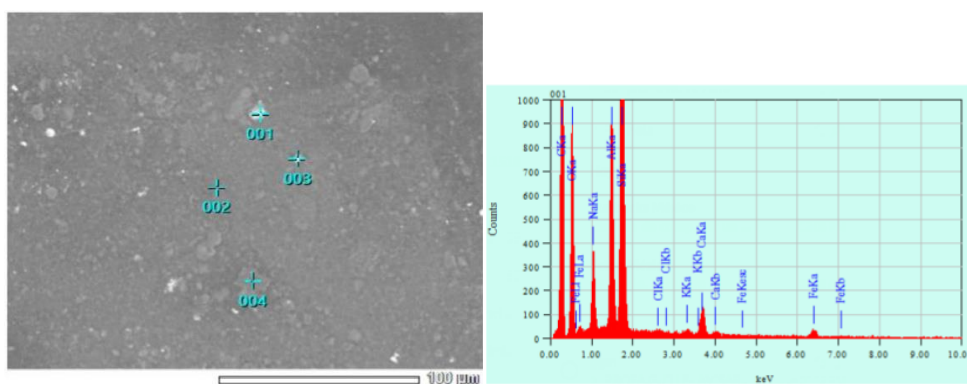 001
003
002
004
100 µm
001
Counts
1000
900
800
700
600
500
400
300
200
100
0
CKa
OKa
FeLl
FeLa
NaKa
AlKa
SiKa
ClKa
ClKb
KKa
KKb
CaKa
CaKb
FeKesc
FeKa
FeKb
0.00 1.00 2.00 3.00 4.00 5.00 6.00 7.00 8.00 9.00 10.0
keV